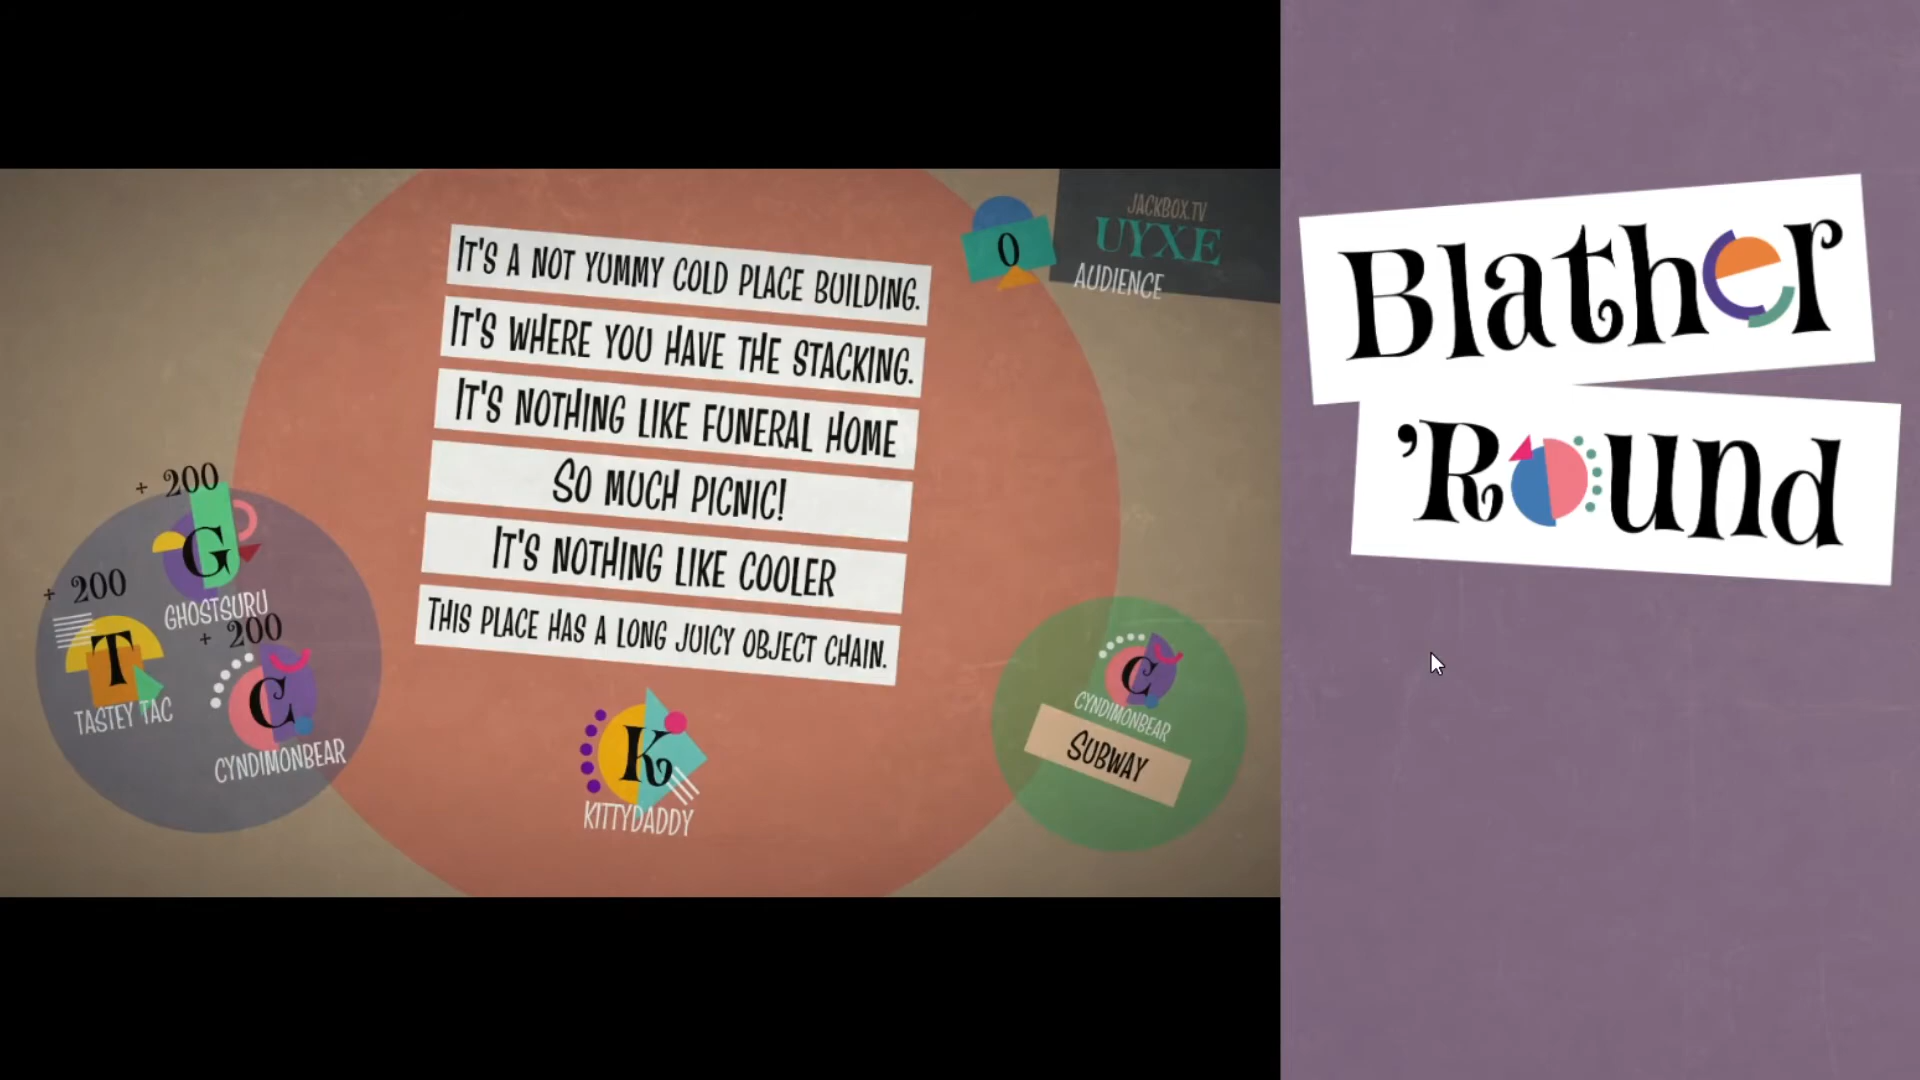 JACKBOX.TV
UYXE
0
AUDIENCE
IT'S A NOT YUMMY COLD PLACE BUILDING.
IT'S WHERE YOU HAVE THE STACKING.
IT'S NOTHING LIKE FUNERAL HOME
SO MUCH PICNIC!
IT'S NOTHING LIKE COOLER
THIS PLACE HAS A LONG JUICY OBJECT CHAIN.
+ 200
G
GHOSTSURU
+ 200
T
TASTEY TAC
+ 200
C
CYNDIMONBEAR
K
KITTYDADDY
C
CYNDIMONBEAR
SUBWAY
Blather
'Round